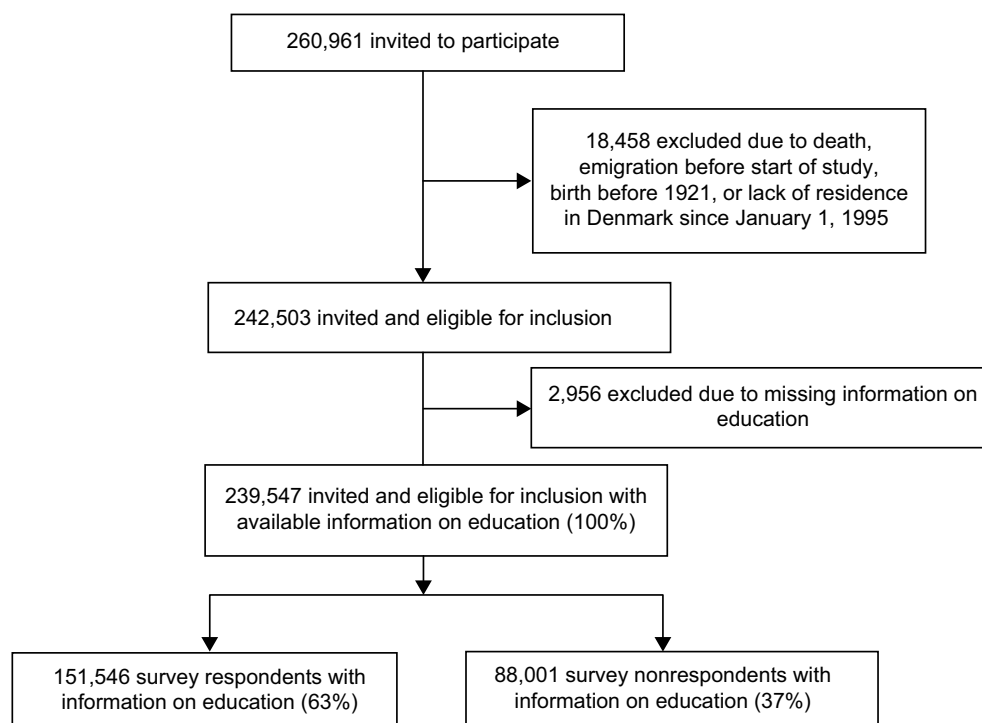 260,961 invited to participate
18,458 excluded due to death,
emigration before start of study,
birth before 1921, or lack of residence
in Denmark since January 1, 1995
242,503 invited and eligible for inclusion
2,956 excluded due to missing information on
education
239,547 invited and eligible for inclusion with
available information on education (100%)
151,546 survey respondents with
information on education (63%)
88,001 survey nonrespondents with
information on education (37%)